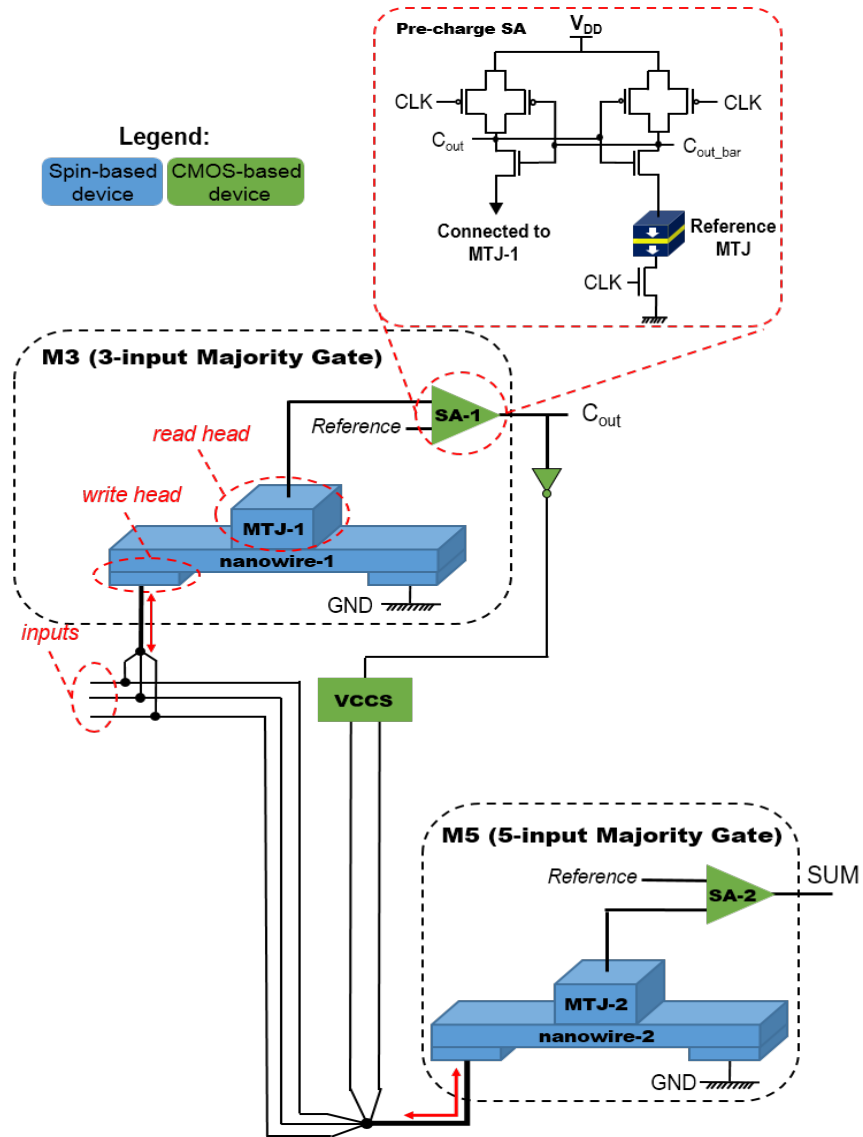 Pre-charge SA
V_DD
CLK
CLK
C_out
C_out_bar
Connected to
MTJ-1
Reference
MTJ
CLK
Legend:
Spin-based
device
CMOS-based
device
M3 (3-input Majority Gate)
read head
Reference
SA-1
C_out
write head
MTJ-1
nanowire-1
GND
inputs
VCCS
M5 (5-input Majority Gate)
Reference
SA-2
SUM
MTJ-2
nanowire-2
GND